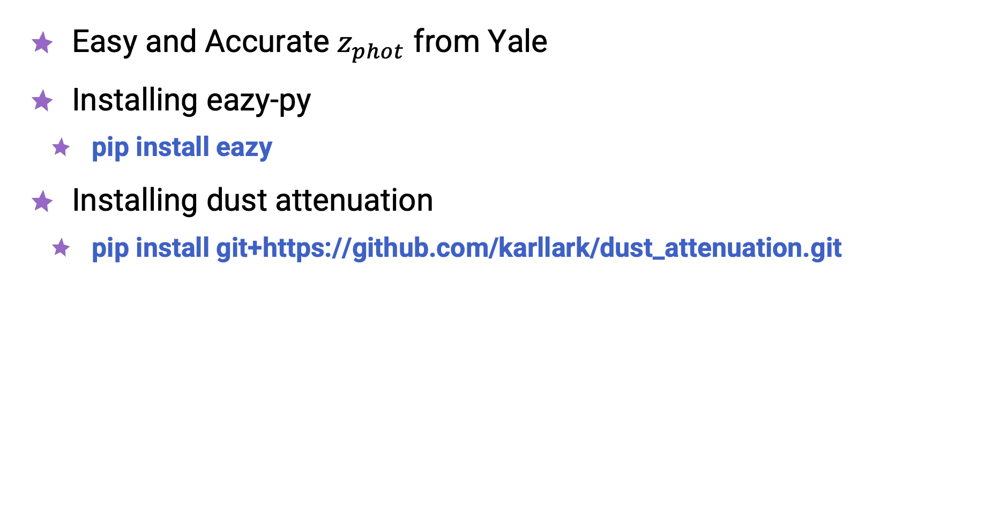 Easy and Accurate z_phot from Yale
Installing eazy-py
pip install eazy
Installing dust attenuation
pip install git+https://github.com/karllark/dust_attenuation.git